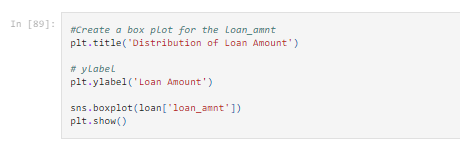 In [89]:
#Create a box plot for the loan_amnt
plt.title('Distribution of Loan Amount')
# ylabel
plt.ylabel('Loan Amount')
sns.boxplot(loan['loan_amnt'])
plt.show()